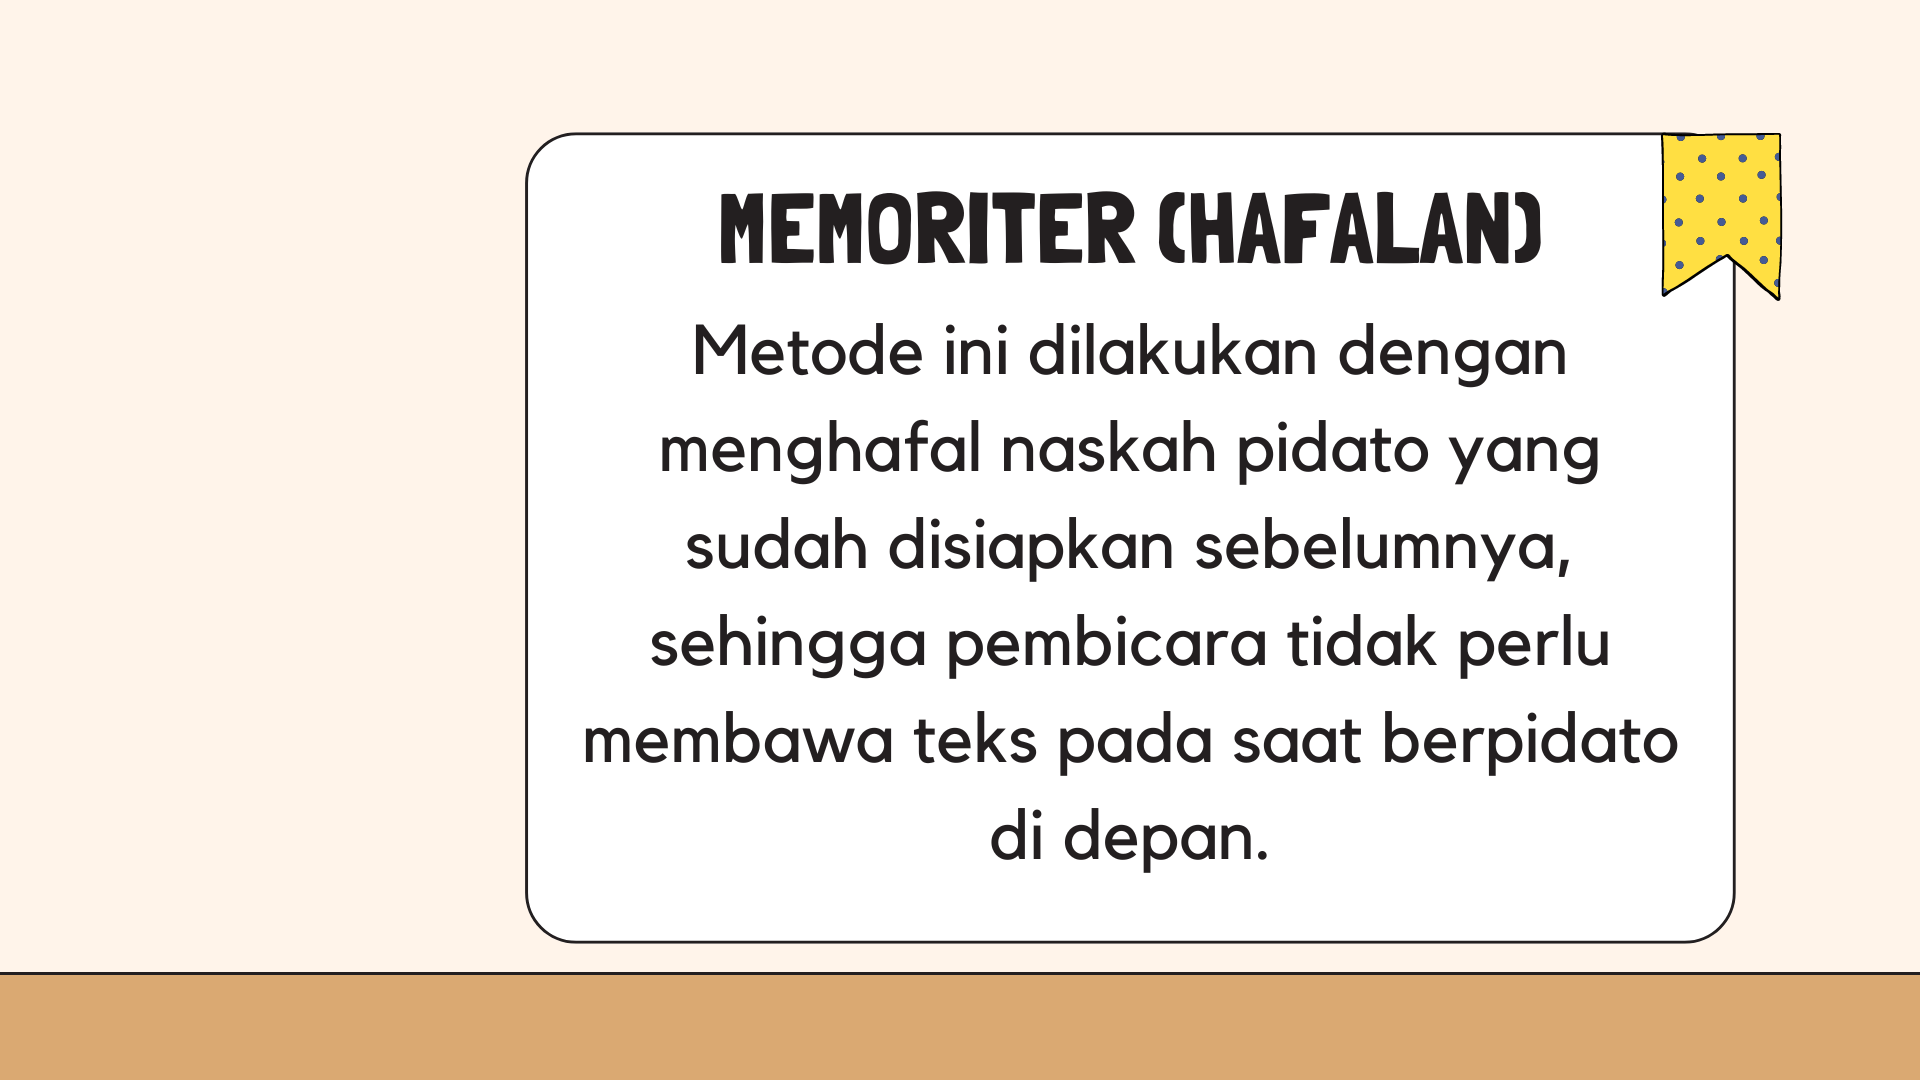 MEMORITER (HAFALAN)
Metode ini dilakukan dengan
menghafal naskah pidato yang
sudah disiapkan sebelumnya,
sehingga pembicara tidak perlu
membawa teks pada saat berpidato
di depan.